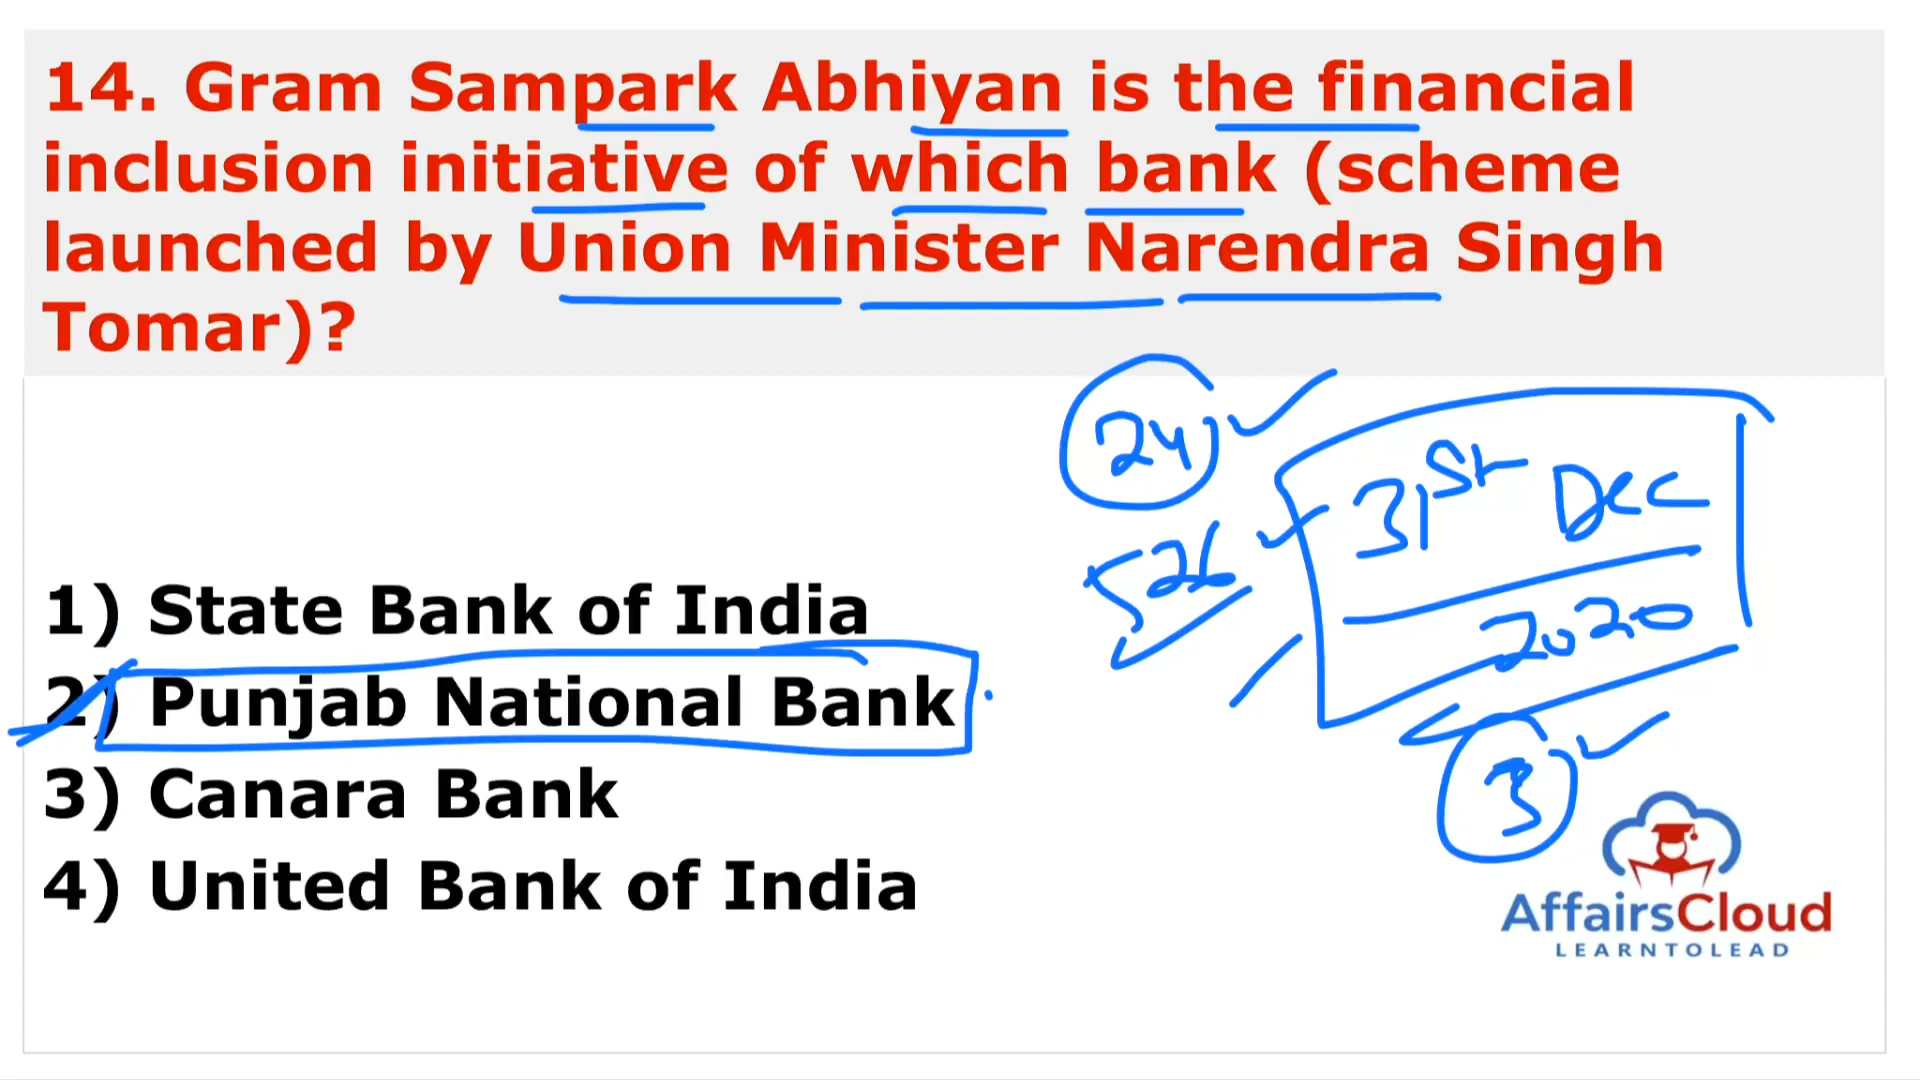 14. Gram Sampark Abhiyan is the financial
inclusion initiative of which bank (scheme
launched by Union Minister Narendra Singh
Tomar)?
24
31st Dec
526
2020
1) State Bank of India
2) Punjab National Bank
3) Canara Bank
3
4) United Bank of India
AffairsCloud
LEARNTOLEAD